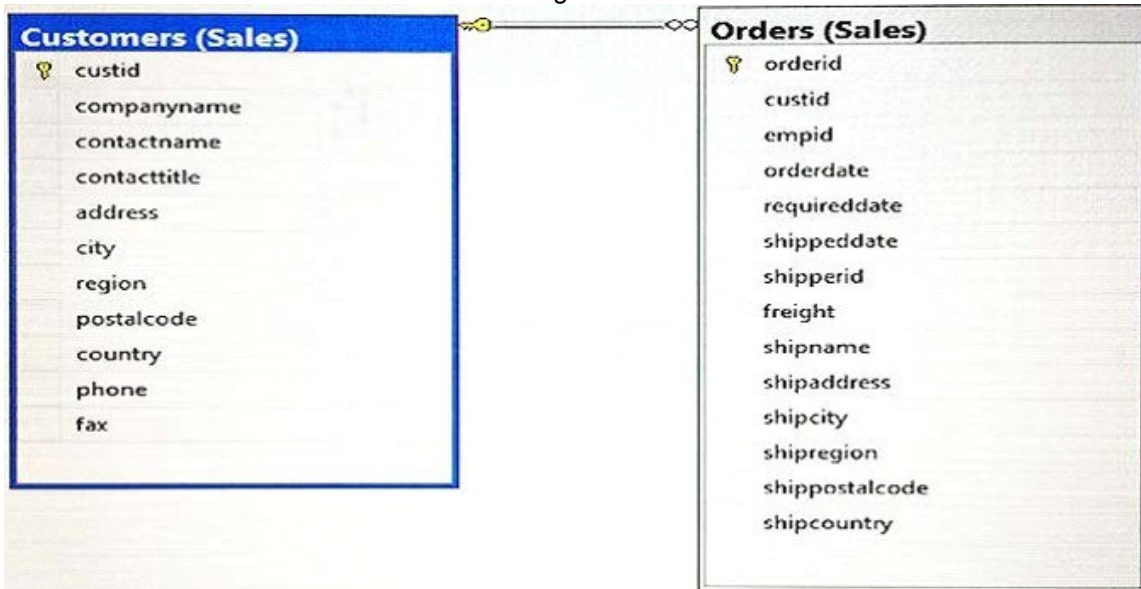 Customers (Sales)
custid
companyname
contactname
contacttitle
address
city
region
postalcode
country
phone
fax
Orders (Sales)
orderid
custid
empid
orderdate
requireddate
shippeddate
shipperid
freight
shipname
shipaddress
shipcity
shipregion
shippostalcode
shipcountry